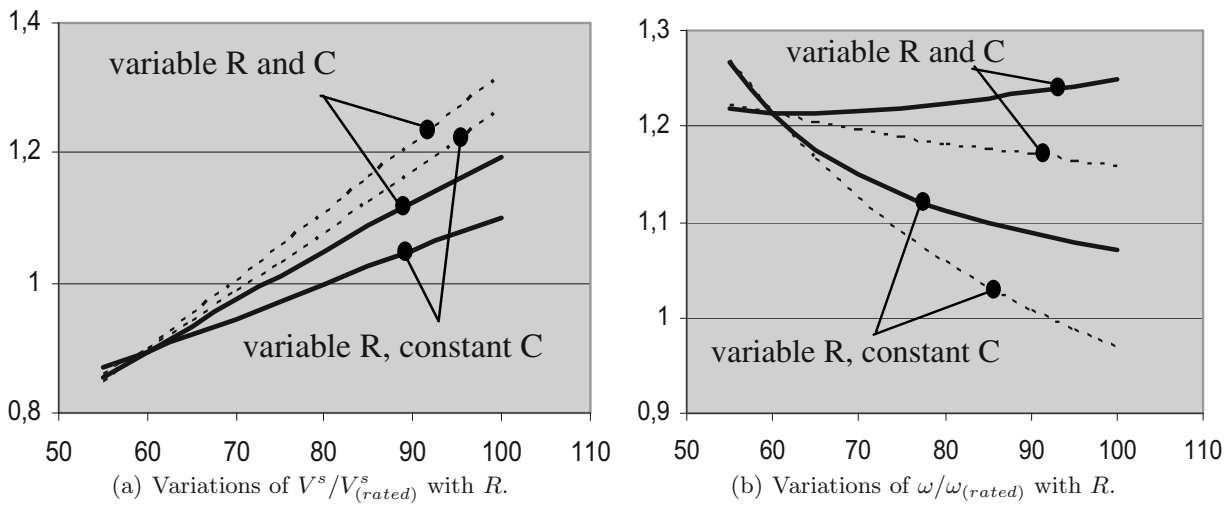 1,4
variable R and C
1,2
1
variable R, constant C
0,8
50 60 70 80 90 100 110
(a) Variations of V^s/V^s_(rated) with R.
1,3
variable R and C
1,2
1,1
1
variable R, constant C
0,9
50 60 70 80 90 100 110
(b) Variations of ω/ω_(rated) with R.